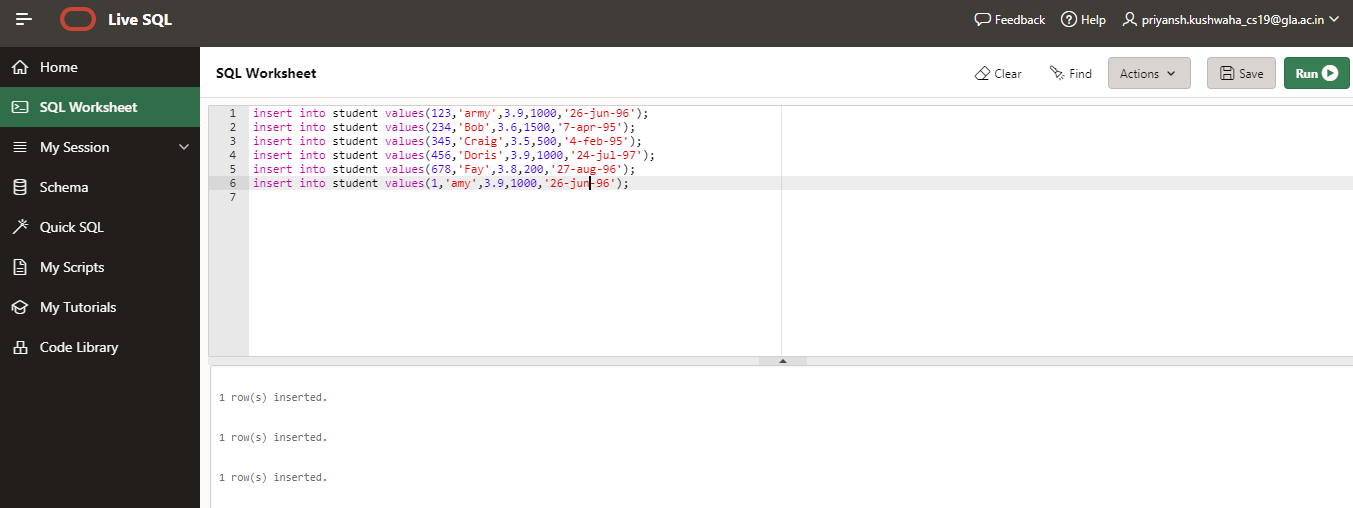 Live SQL
Feedback
Help
priyansh.kushwaha_cs19@gla.ac.in
Home
SQL Worksheet
My Session
Schema
Quick SQL
My Scripts
My Tutorials
Code Library
SQL Worksheet
Clear
Find
Actions
Save
Run
1 insert into student values(123,'army',3.9,1000,'26-jun-96');
2 insert into student values(234,'Bob',3.6,1500,'7-apr-95');
3 insert into student values(345,'Craig',3.5,500,'4-feb-95');
4 insert into student values(456,'Doris',3.9,1000,'24-jul-97');
5 insert into student values(678,'Fay',3.8,200,'27-aug-96');
6 insert into student values(1,'amy',3.9,1000,'26-jun-96');
7
1 row(s) inserted.
1 row(s) inserted.
1 row(s) inserted.